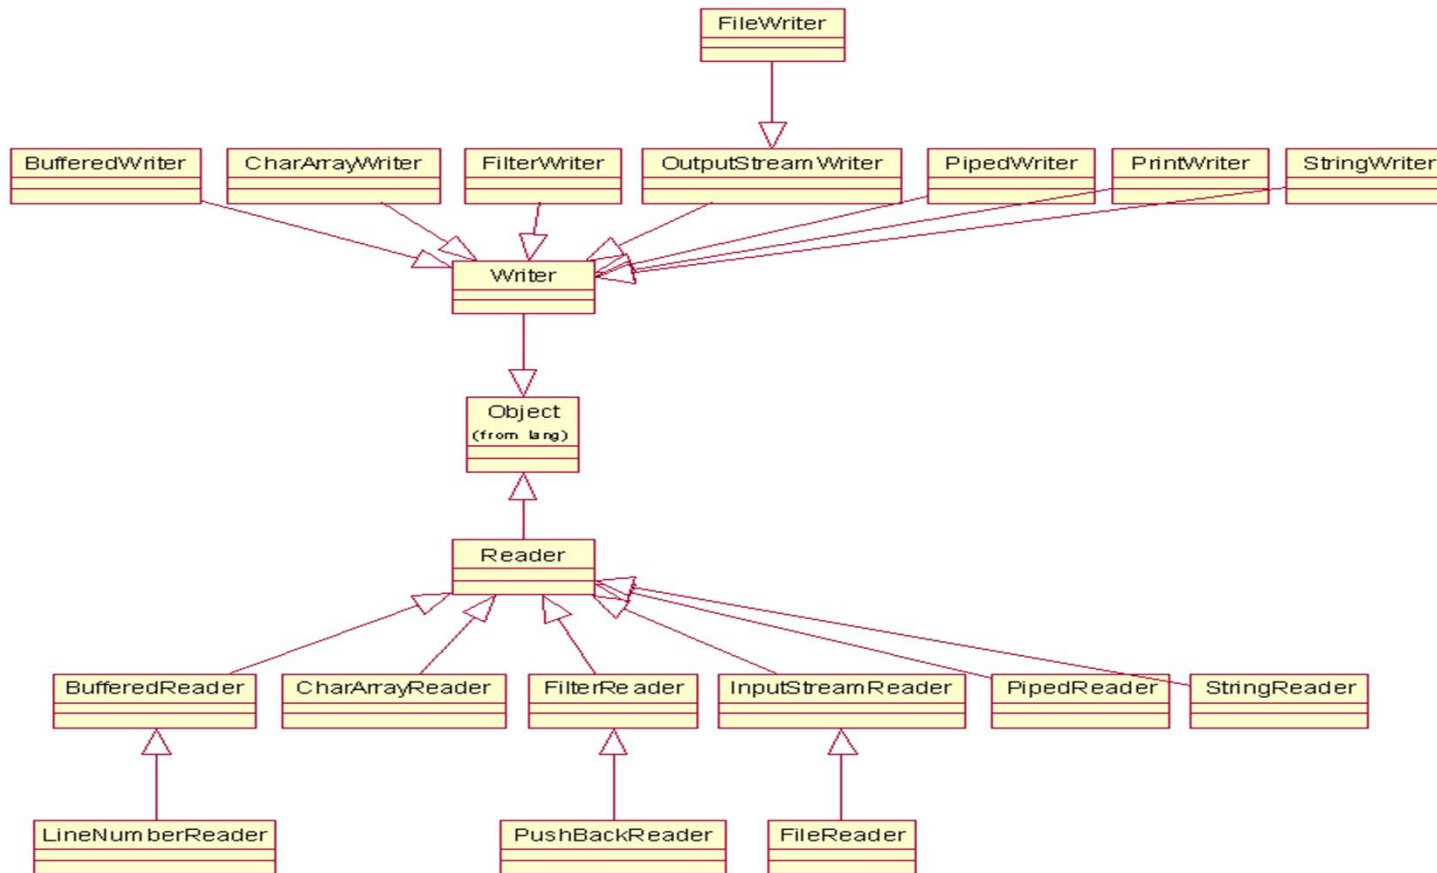 FileWriter
BufferedWriter
CharArrayWriter
FilterWriter
OutputStreamWriter
PipedWriter
PrintWriter
StringWriter
Writer
Object
(from lang)
Reader
BufferedReader
CharArrayReader
FilterReader
InputStreamReader
PipedReader
StringReader
LineNumberReader
PushBackReader
FileReader